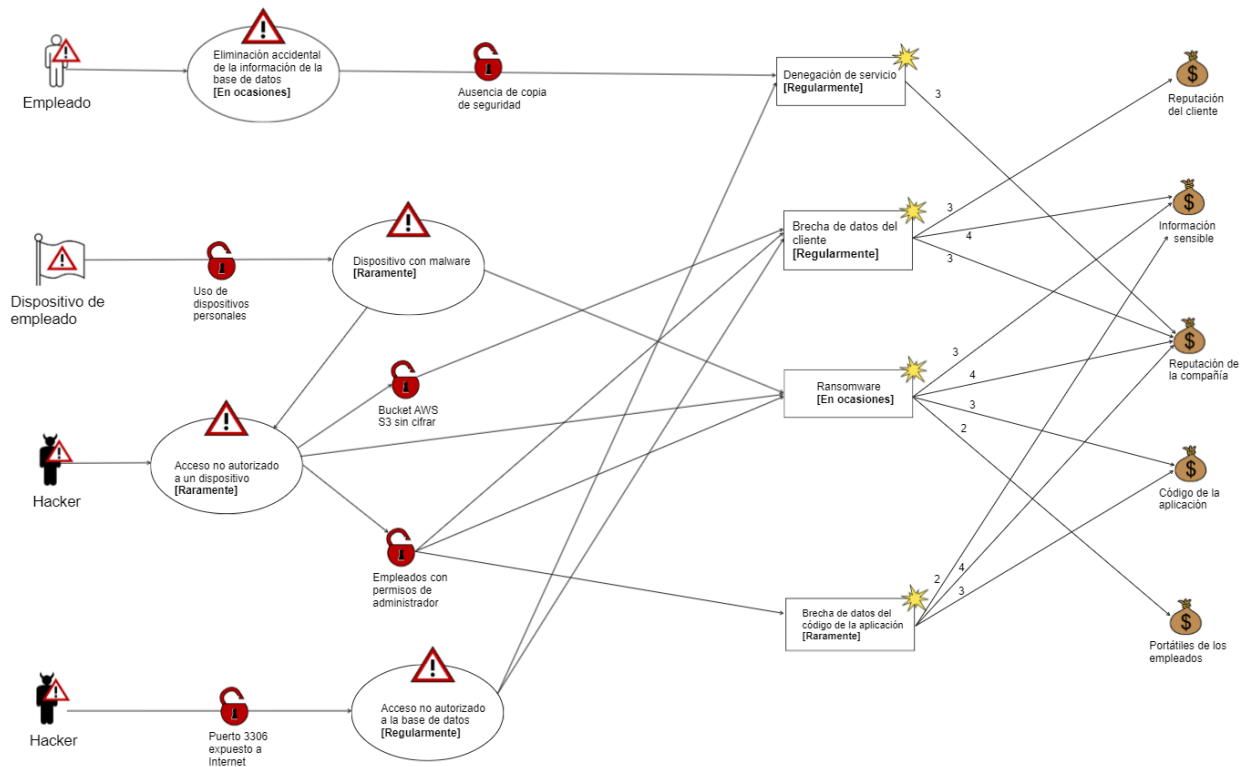 Empleado
Eliminación accidental
de la información de la
base de datos
[En ocasiones]
Ausencia de copia
de seguridad
Denegación de servicio
[Regularmente]
3
$
Reputación
del cliente
Dispositivo de
empleado
Uso de
dispositivos
personales
Dispositivo con malware
[Raramente]
Brecha de datos del
cliente
[Regularmente]
3
4
3
$
Información
sensible
Hacker
Acceso no autorizado
a un dispositivo
[Raramente]
Bucket AWS
S3 sin cifrar
Ransomware
[En ocasiones]
3
4
3
2
$
Reputación de
la compañía
$
Código de la
aplicación
Empleados con
permisos de
administrador
Brecha de datos del
código de la aplicación
[Raramente]
2
4
3
$
Portátiles de los
empleados
Hacker
Puerto 3306
expuesto a
Internet
Acceso no autorizado
a la base de datos
[Regularmente]